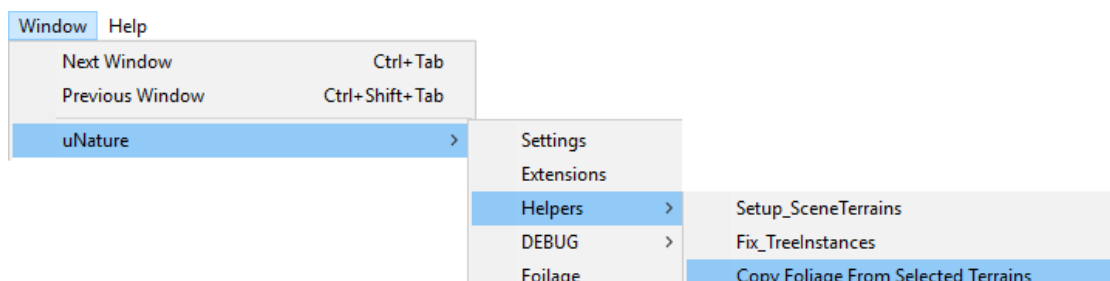 Window Help
Next Window Ctrl+Tab
Previous Window Ctrl+Shift+Tab
uNature >
Settings
Extensions
Helpers > Setup_SceneTerrains
DEBUG > Fix_TreeInstances
Foilage Copy Foliage From Selected Terrains